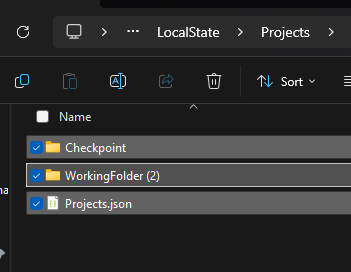 ··· LocalState Projects
Sort
Name
Checkpoint
WorkingFolder (2)
Projects.json